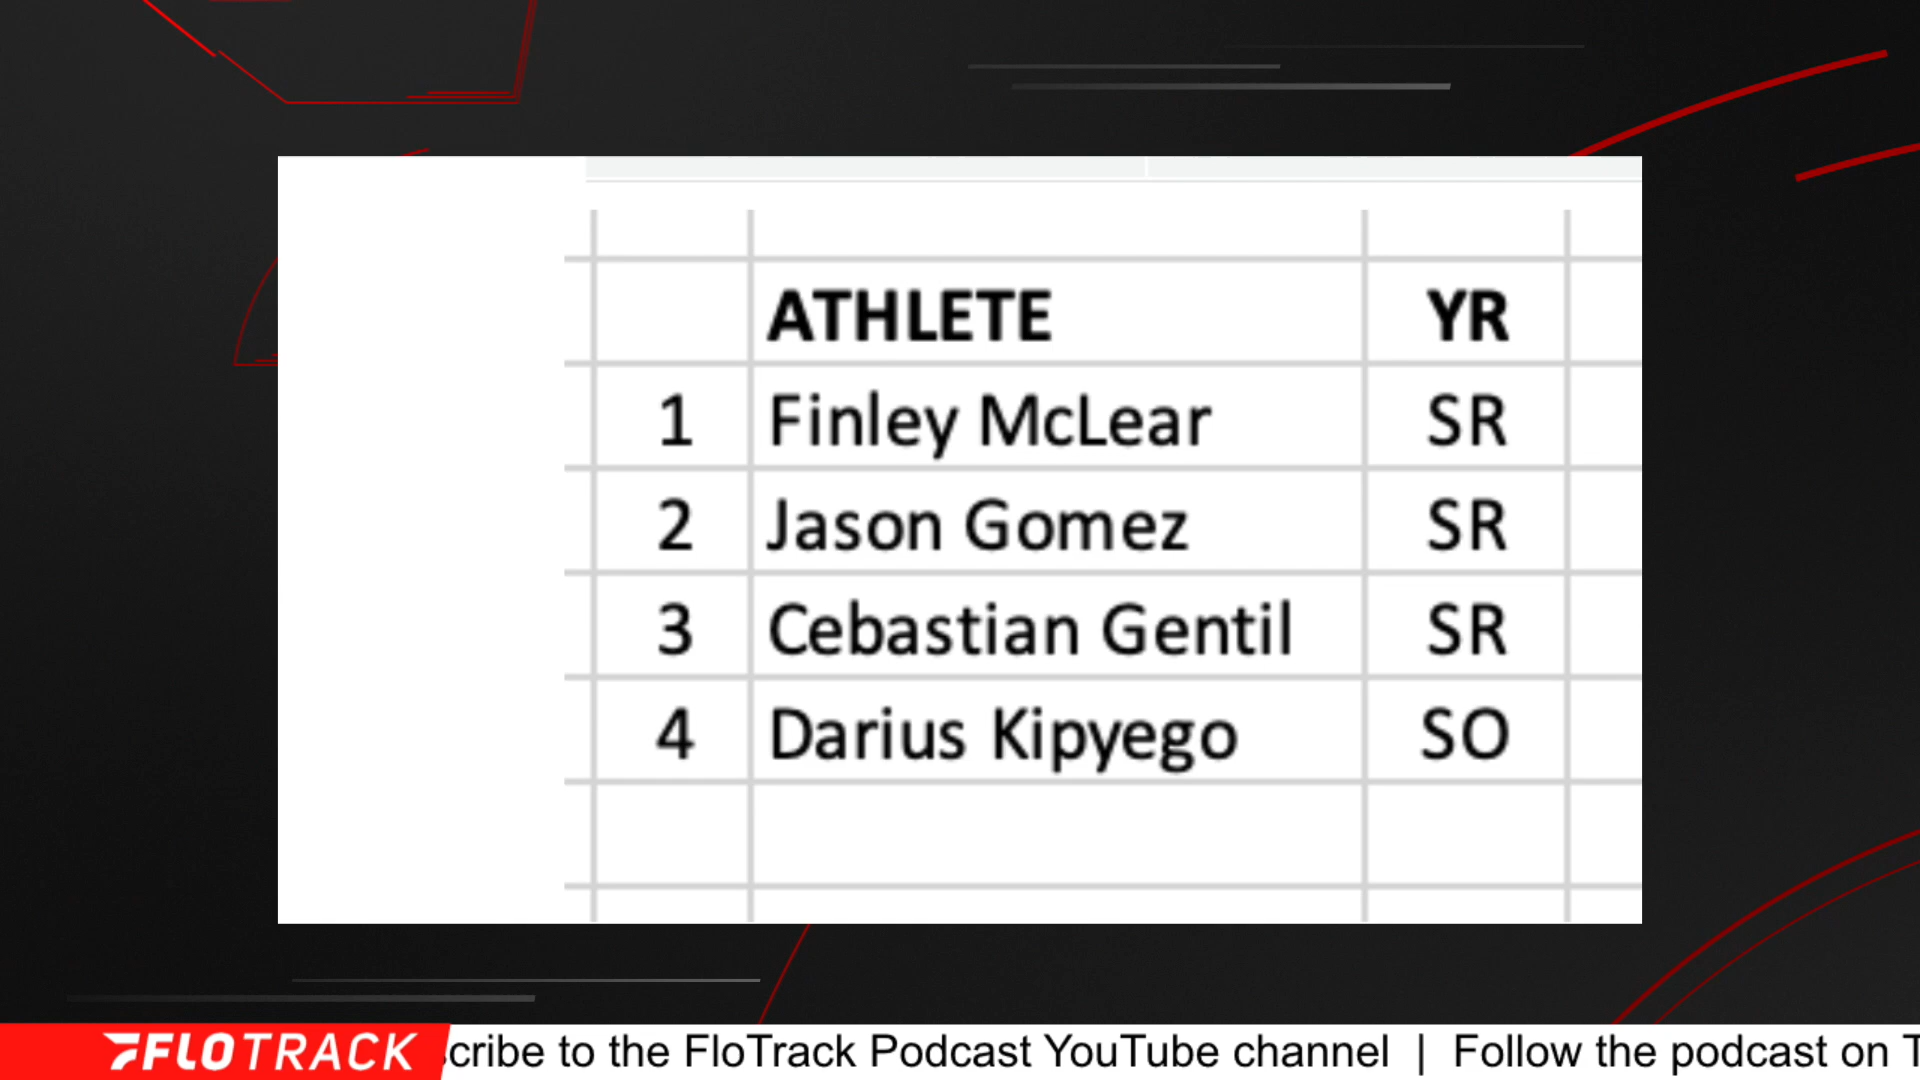 ATHLETE YR
1 Finley McLear SR
2 Jason Gomez SR
3 Cebastian Gentil SR
4 Darius Kipyego SO
FLOTRACK cribe to the FloTrack Podcast YouTube channel | Follow the podcast on T